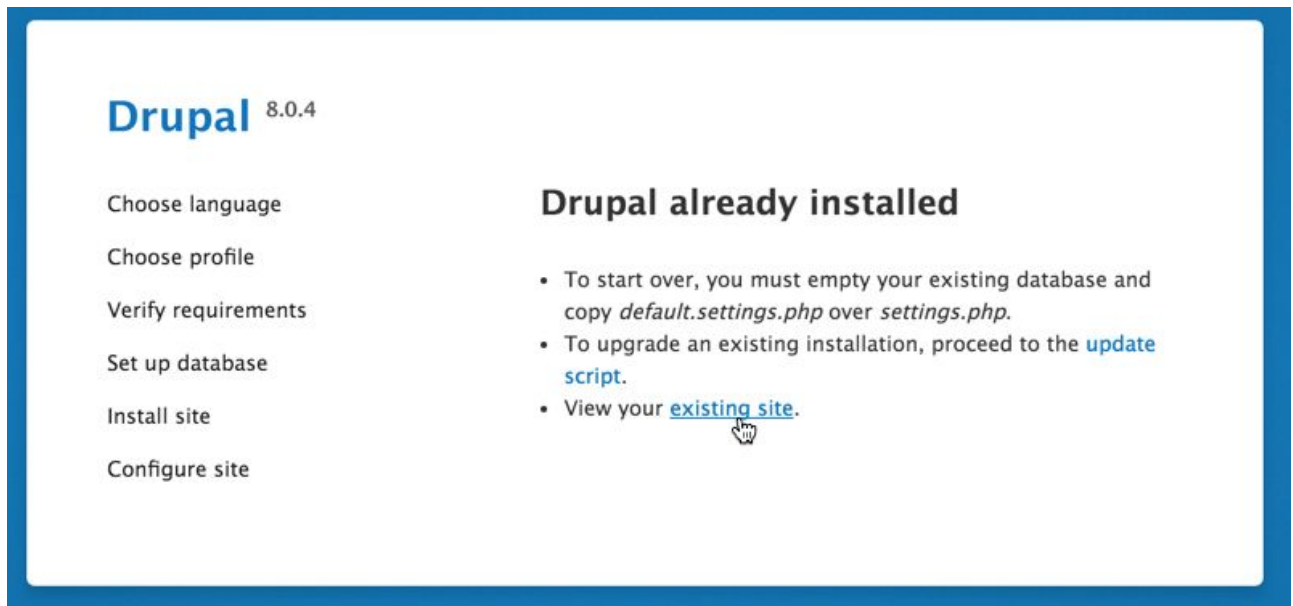 Drupal 8.0.4
Choose language
Choose profile
Verify requirements
Set up database
Install site
Configure site
Drupal already installed
• To start over, you must empty your existing database and
copy default.settings.php over settings.php.
• To upgrade an existing installation, proceed to the update
script.
• View your existing site.